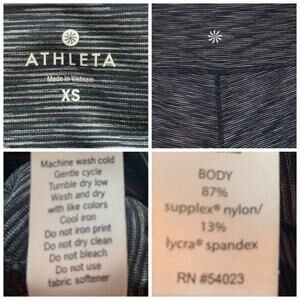 ATHLETA
Made in Vietnam
XS
Machine wash cold
Gentle cycle
Tumble dry low
Wash and dry
with like colors
Cool iron
Do not iron print
Do not dry clean
Do not bleach
Do not use
fabric softener
BODY
87%
supplex® nylon/
13%
lycra® spandex
RN #54023